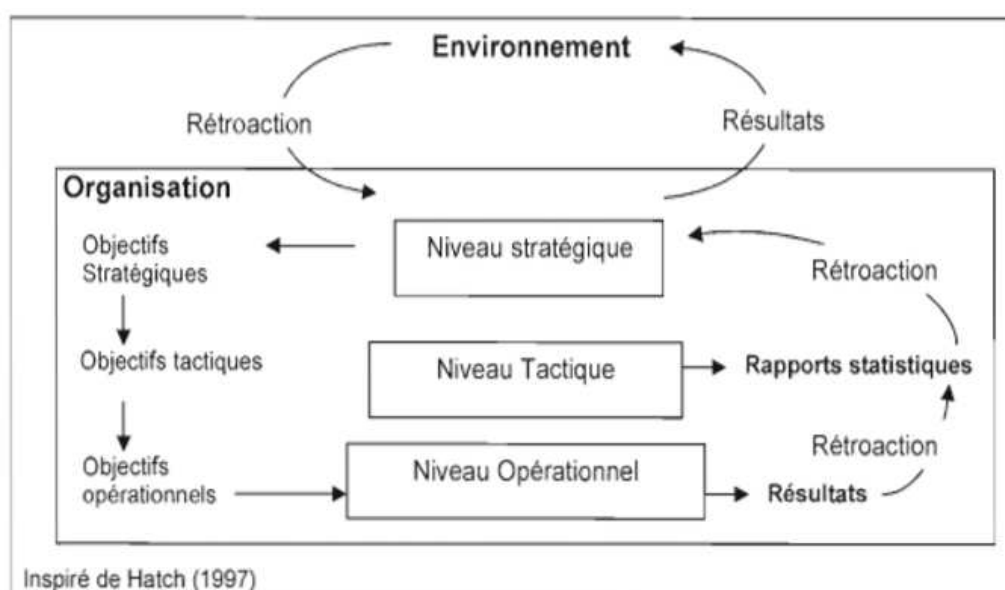 Environnement
Rétroaction
Résultats
Organisation
Objectifs
Stratégiques
Niveau stratégique
Rétroaction
Objectifs tactiques
Niveau Tactique
Rapports statistiques
Objectifs
opérationnels
Niveau Opérationnel
Rétroaction
Résultats
Inspiré de Hatch (1997)